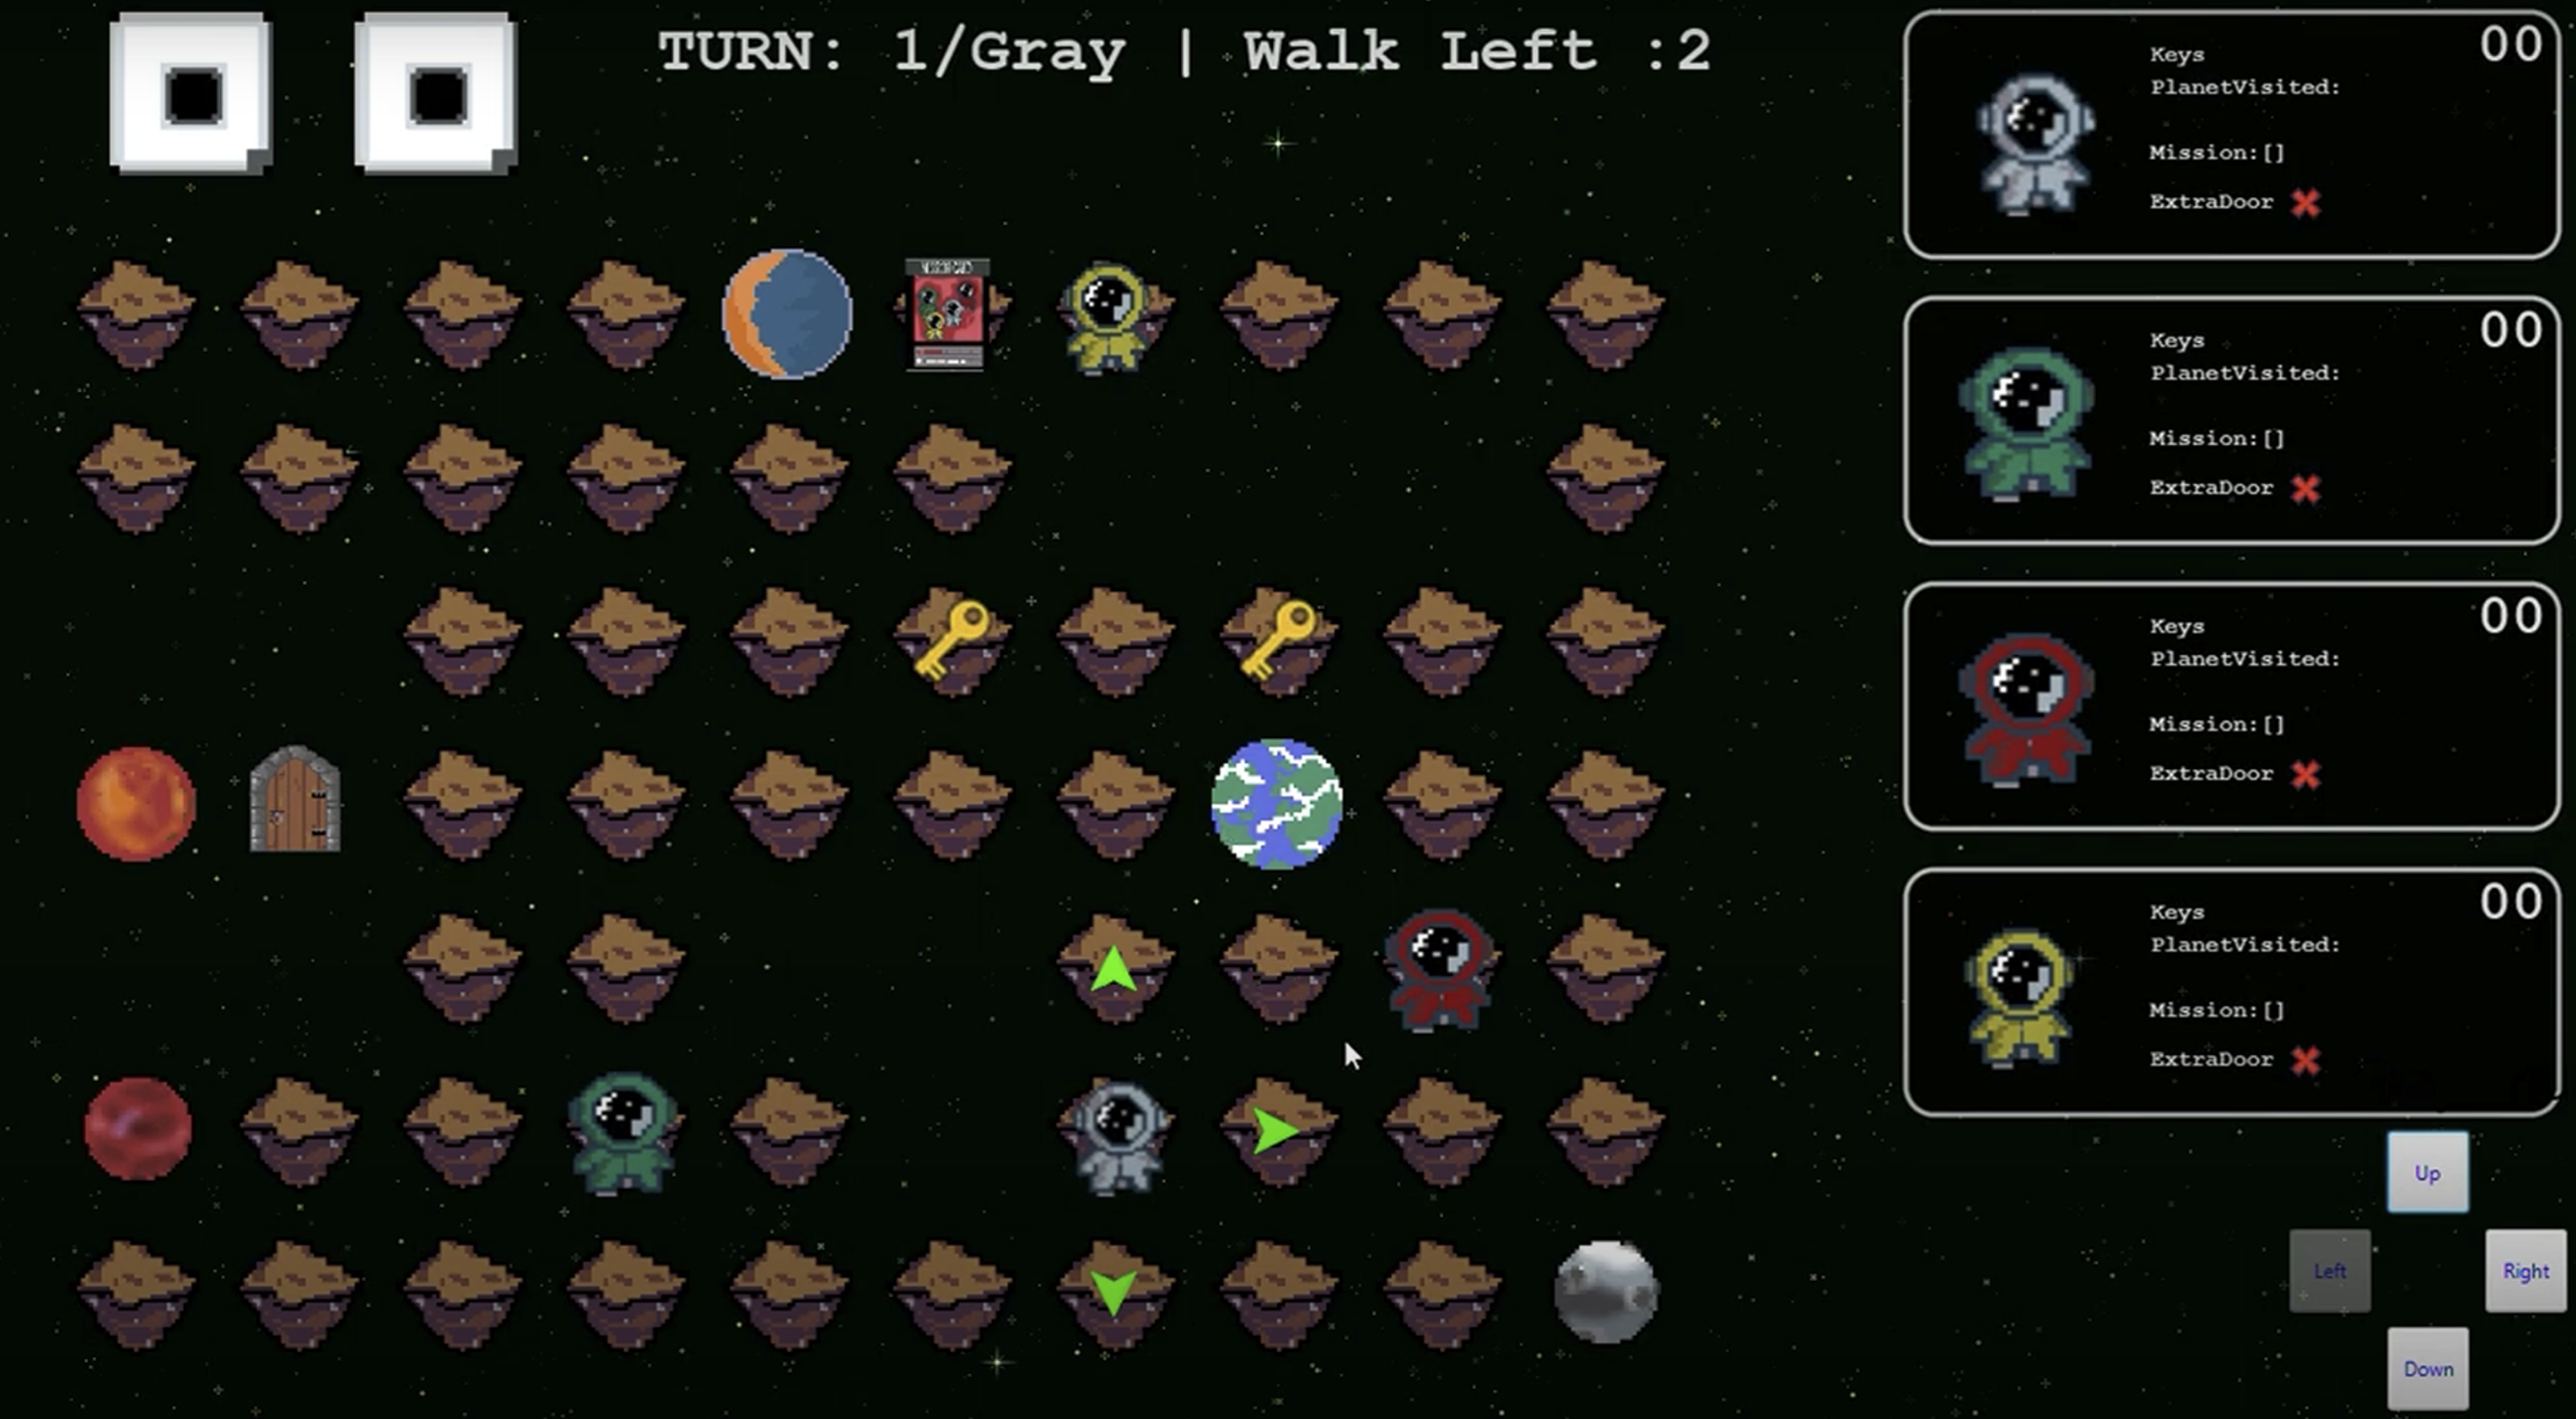 TURN: 1/Gray | Walk Left :2
Keys
00
PlanetVisited:
Mission:[]
ExtraDoor
Keys
00
PlanetVisited:
Mission:[]
ExtraDoor
Keys
00
PlanetVisited:
Mission:[]
ExtraDoor
Keys
00
PlanetVisited:
Mission:[]
ExtraDoor
Up
Left
Right
Down